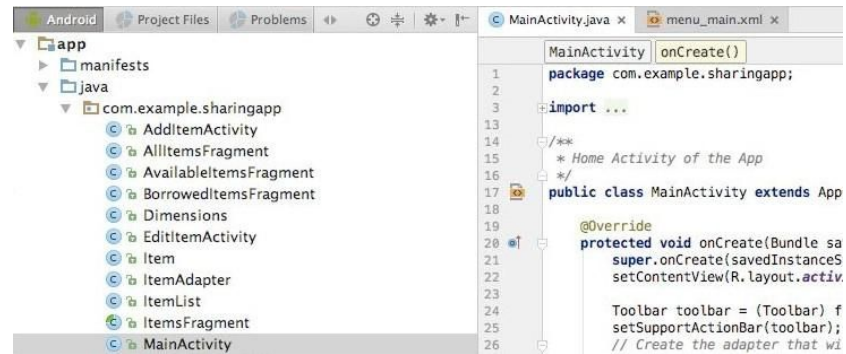 Android Project Files Problems
app
manifests
java
com.example.sharingapp
AddItemActivity
AllItemsFragment
AvailableItemsFragment
BorrowedItemsFragment
Dimensions
EditItemActivity
Item
ItemAdapter
ItemList
ItemsFragment
MainActivity
MainActivity.java menu_main.xml
MainActivity onCreate()
1 package com.example.sharingapp;
2
3 import ...
13
14 /**
15 * Home Activity of the App
16 */
17 public class MainActivity extends App
18
19 @Override
20 protected void onCreate(Bundle sa
21 super.onCreate(savedInstanceS
22 setContentView(R.layout.activ
23
24 Toolbar toolbar = (Toolbar) f
25 setSupportActionBar(toolbar);
26 // Create the adapter that wi